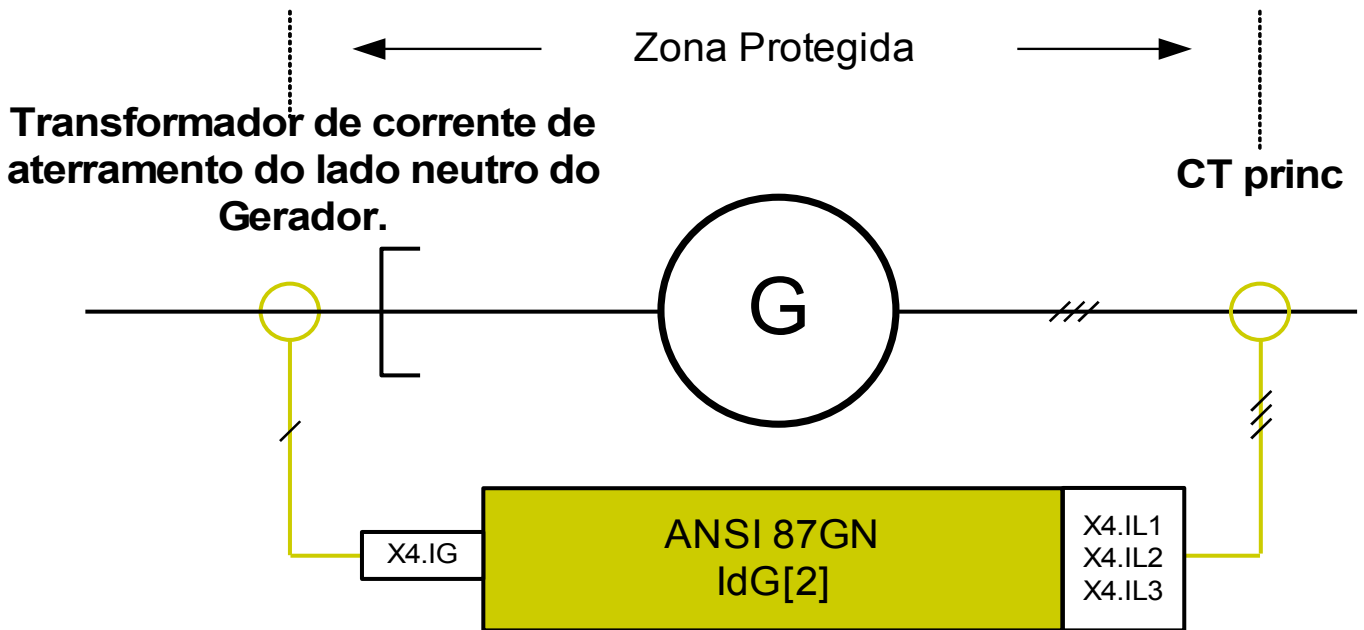 Zona Protegida
Transformador de corrente de
aterramento do lado neutro do
Gerador.
CT princ
G
X4.IG
ANSI 87GN
IdG[2]
X4.IL1
X4.IL2
X4.IL3